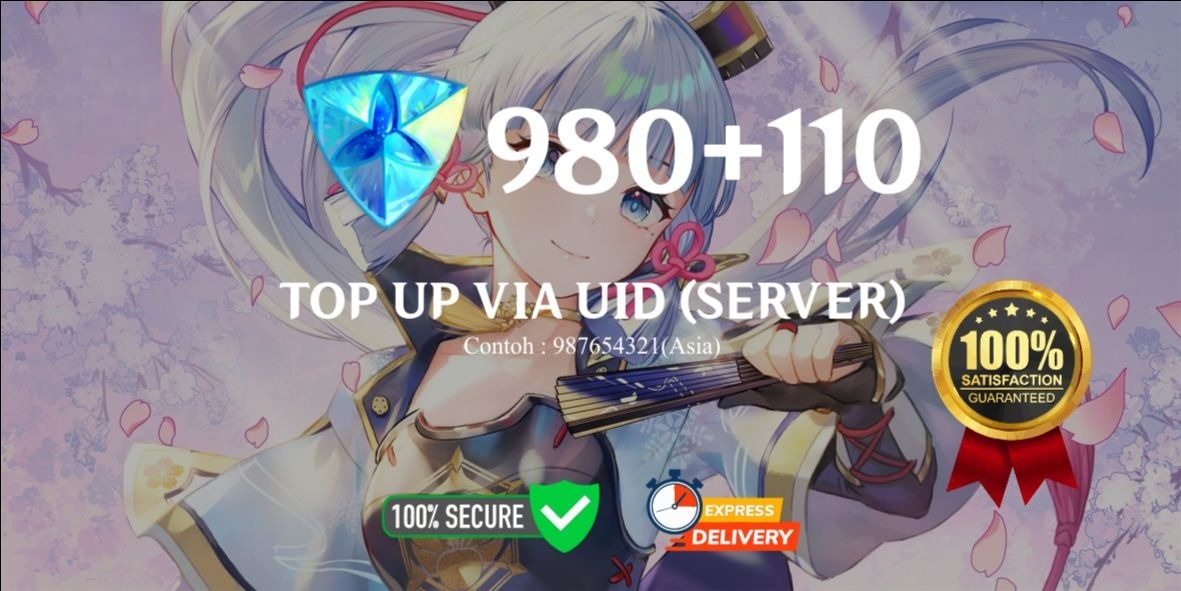 980+110
TOP UP VIA UID (SERVER)
Contoh : 987654321(Asia)
100%
SATISFACTION
GUARANTEED
100% SECURE
EXPRESS
DELIVERY